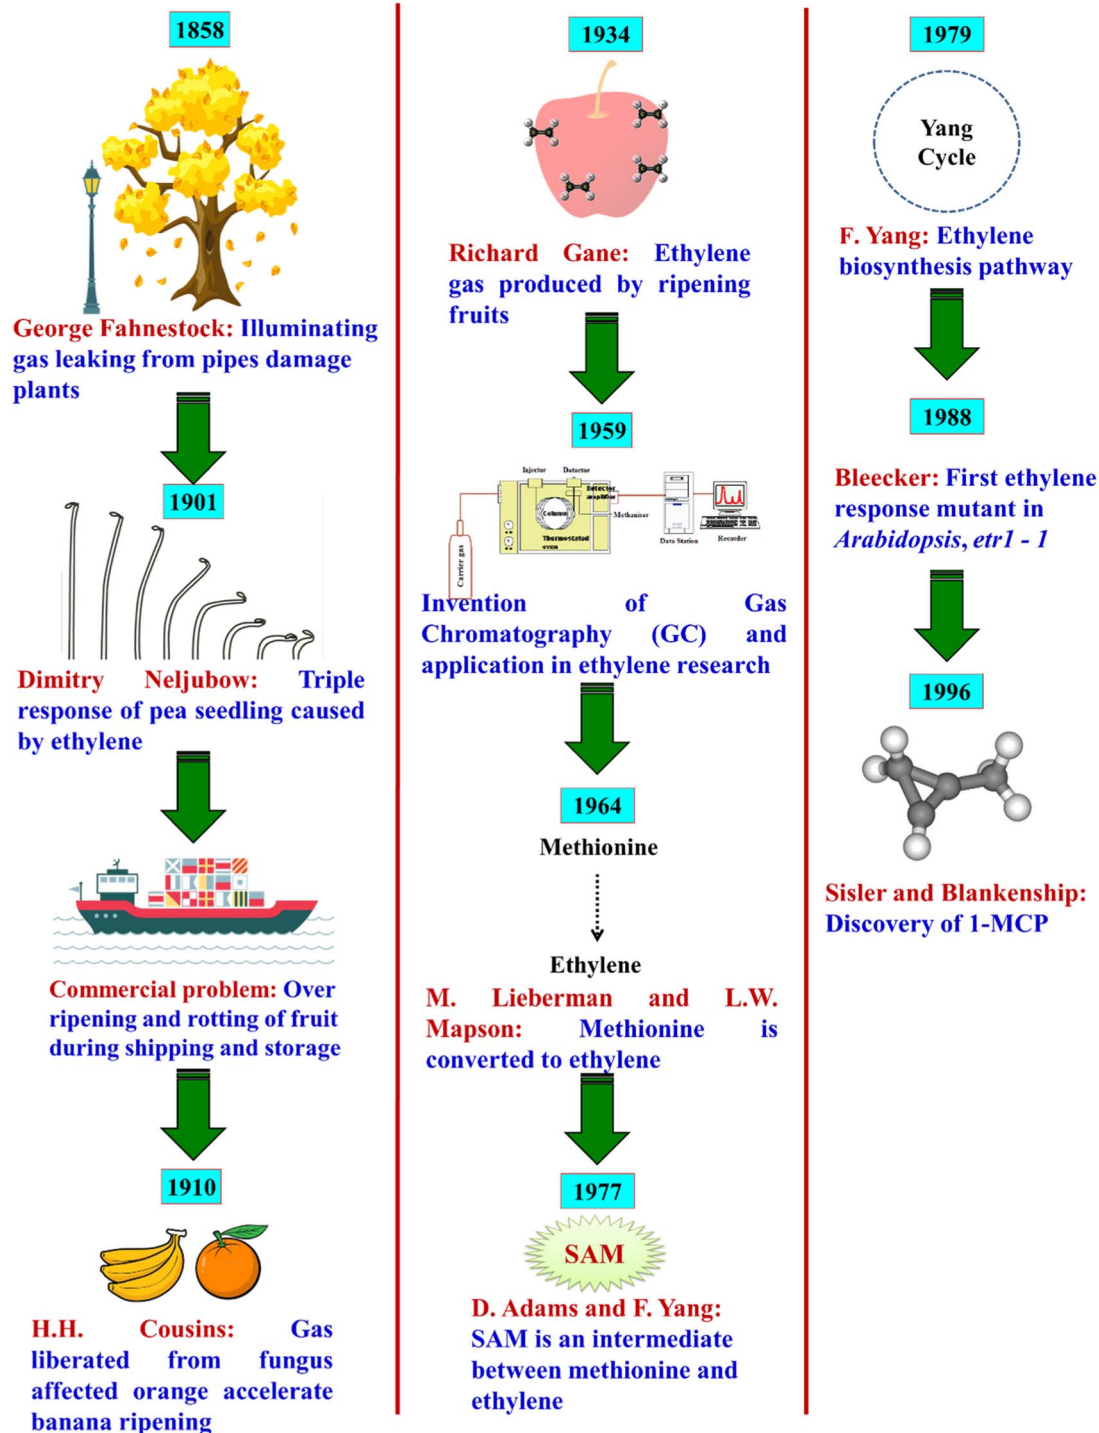 1858
George Fahnestock: Illuminating
gas leaking from pipes damage
plants
1901
Dimitry Neljubow: Triple
response of pea seedling caused
by ethylene
Commercial problem: Over
ripening and rotting of fruit
during shipping and storage
1910
H.H. Cousins: Gas
liberated from fungus
affected orange accelerate
banana ripening
1934
Richard Gane: Ethylene
gas produced by ripening
fruits
1959
Injector
Detector
Detector
amplifier
Column
Methaniser
Thermostated
oven
Carrier gas
Data Station
Recorder
Invention of Gas
Chromatography (GC) and
application in ethylene research
1964
Methionine
Ethylene
M. Lieberman and L.W.
Mapson: Methionine is
converted to ethylene
1977
SAM
D. Adams and F. Yang:
SAM is an intermediate
between methionine and
ethylene
1979
Yang
Cycle
F. Yang: Ethylene
biosynthesis pathway
1988
Bleecker: First ethylene
response mutant in
Arabidopsis, etr1 - 1
1996
Sisler and Blankenship:
Discovery of 1-MCP